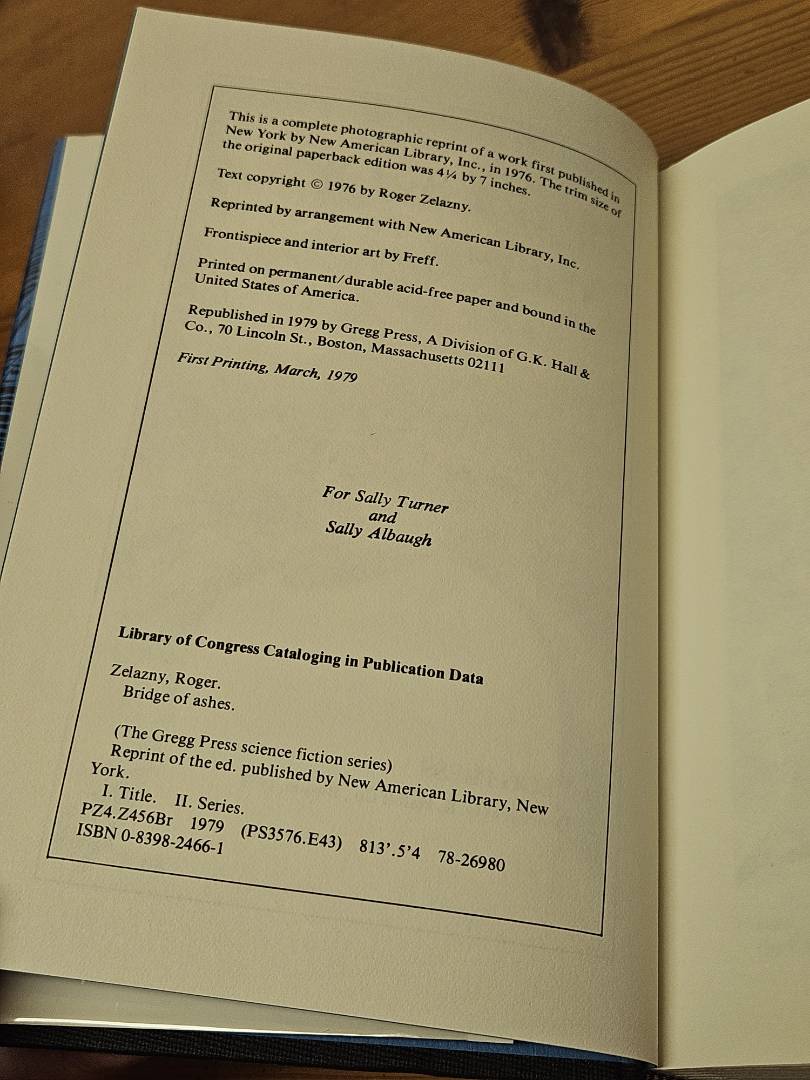 This is a complete photographic reprint of a work first published in
New York by New American Library, Inc., in 1976. The trim size of
the original paperback edition was 4¼ by 7 inches.
Text copyright © 1976 by Roger Zelazny.
Reprinted by arrangement with New American Library, Inc.
Frontispiece and interior art by Freff.
Printed on permanent/durable acid-free paper and bound in the
United States of America.
Republished in 1979 by Gregg Press, A Division of G.K. Hall &
Co., 70 Lincoln St., Boston, Massachusetts 02111
First Printing, March, 1979
For Sally Turner
and
Sally Albaugh
Library of Congress Cataloging in Publication Data
Zelazny, Roger.
Bridge of ashes.
(The Gregg Press science fiction series)
Reprint of the ed. published by New American Library, New
York.
I. Title. II. Series.
PZ4.Z456Br 1979 (PS3576.E43) 813'.5'4 78-26980
ISBN 0-8398-2466-1